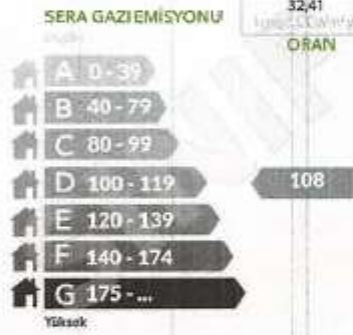 SERA GAZI EMİSYONU
32,41
ORAN
A 0 - 39
B 40 - 79
C 80 - 99
D 100 - 119
108
E 120 - 139
F 140 - 174
G 175 - ...
Yüksek